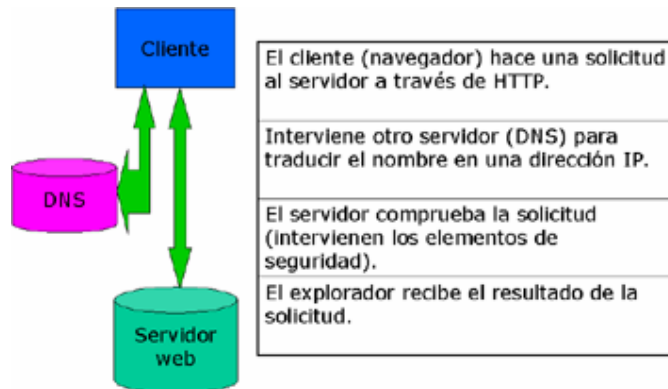 Cliente
DNS
Servidor
web
El cliente (navegador) hace una solicitud
al servidor a través de HTTP.
Interviene otro servidor (DNS) para
traducir el nombre en una dirección IP.
El servidor comprueba la solicitud
(intervienen los elementos de
seguridad).
El explorador recibe el resultado de la
solicitud.